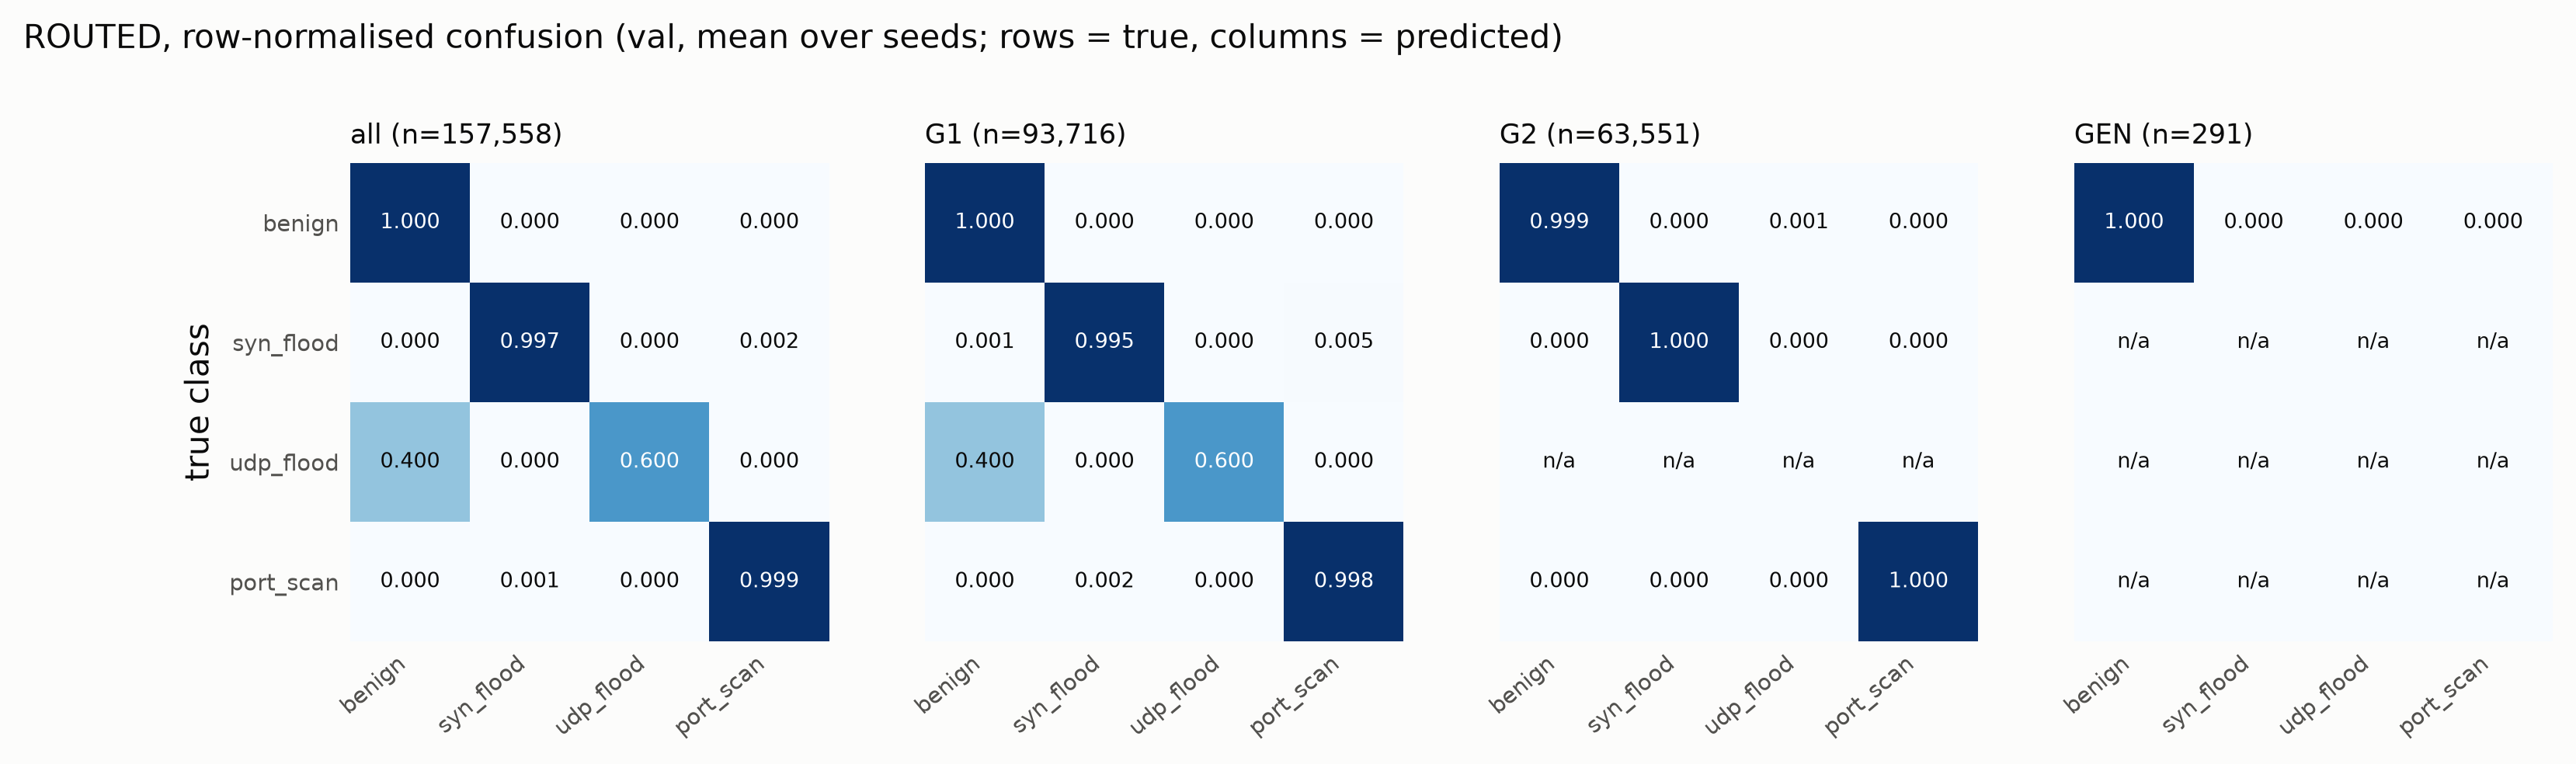 ROUTED, row-normalised confusion (val, mean over seeds; rows = true, columns = predicted)
all (n=157,558)
G1 (n=93,716)
G2 (n=63,551)
GEN (n=291)
true class
benign 1.000 0.000 0.000 0.000 1.000 0.000 0.000 0.000 0.999 0.000 0.001 0.000 1.000 0.000 0.000 0.000
syn_flood 0.000 0.997 0.000 0.002 0.001 0.995 0.000 0.005 0.000 1.000 0.000 0.000 n/a n/a n/a n/a
udp_flood 0.400 0.000 0.600 0.000 0.400 0.000 0.600 0.000 n/a n/a n/a n/a n/a n/a n/a n/a
port_scan 0.000 0.001 0.000 0.999 0.000 0.002 0.000 0.998 0.000 0.000 0.000 1.000 n/a n/a n/a n/a
benign syn_flood udp_flood port_scan benign syn_flood udp_flood port_scan benign syn_flood udp_flood port_scan benign syn_flood udp_flood port_scan